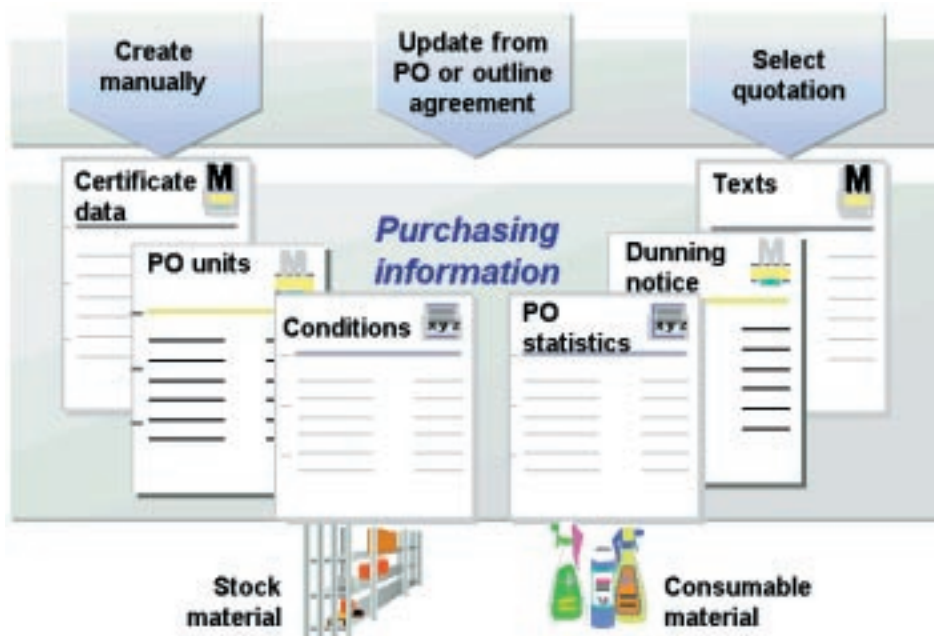 Create
manually
Update from
PO or outline
agreement
Select
quotation
Certificate M
data
Texts M
Purchasing
information
PO units M
Dunning M
notice
Conditions xyz
PO xyz
statistics
Stock
material
Consumable
material